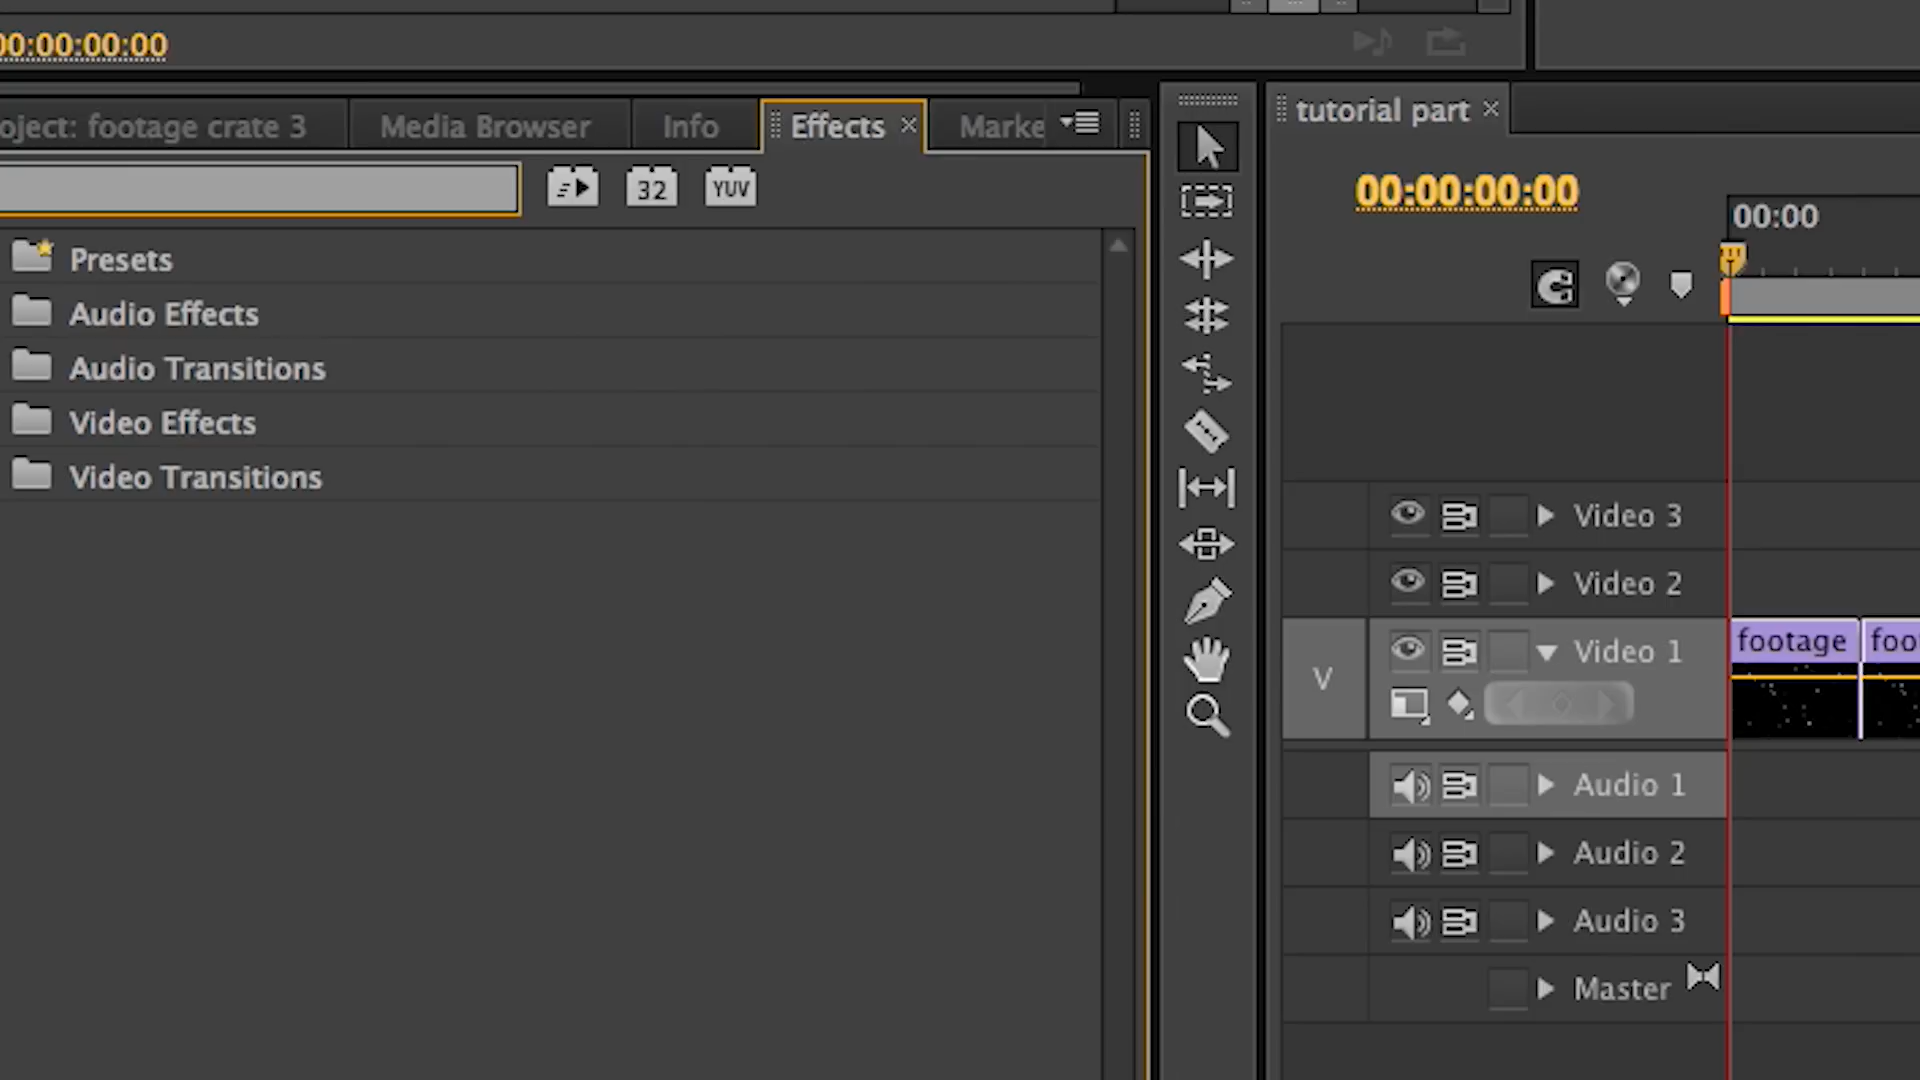 00:00:00:00
oject: footage crate 3
Media Browser
Info
Effects
Marke
32
YUV
Presets
Audio Effects
Audio Transitions
Video Effects
Video Transitions
tutorial part
00:00:00:00
00:00
Video 3
Video 2
Video 1
V
footage
foo
Audio 1
Audio 2
Audio 3
Master